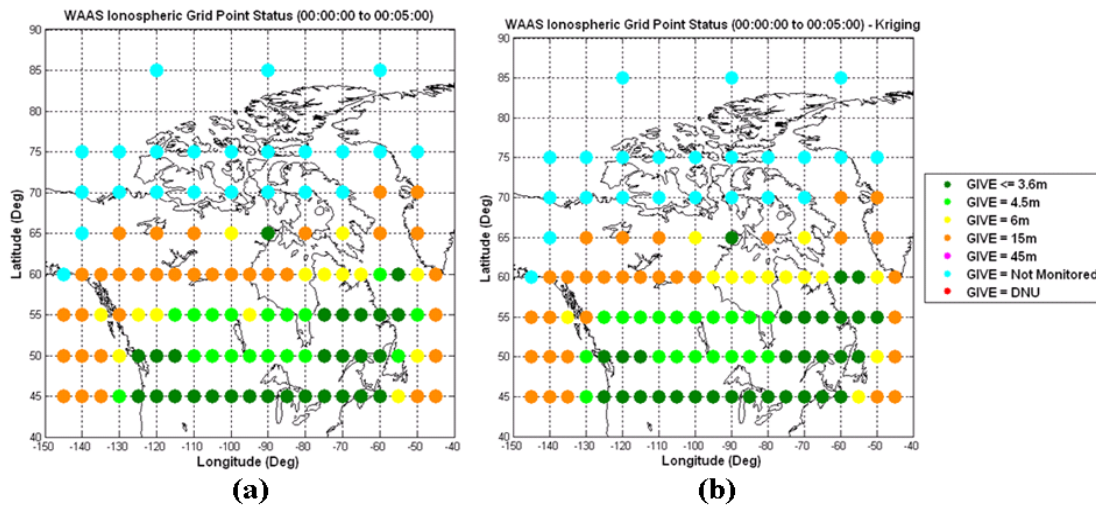 WAAS Ionospheric Grid Point Status (00:00:00 to 00:05:00)
90
85
80
75
70
65
60
55
50
45
40
Latitude (Deg)
-150 -140 -130 -120 -110 -100 -90 -80 -70 -60 -50 -40
Longitude (Deg)
(a)
WAAS Ionospheric Grid Point Status (00:00:00 to 00:05:00) - Kriging
90
85
80
75
70
65
60
55
50
45
40
Latitude (Deg)
-150 -140 -130 -120 -110 -100 -90 -80 -70 -60 -50 -40
Longitude (Deg)
(b)
GIVE <= 3.6m
GIVE = 4.5m
GIVE = 6m
GIVE = 15m
GIVE = 45m
GIVE = Not Monitored
GIVE = DNU